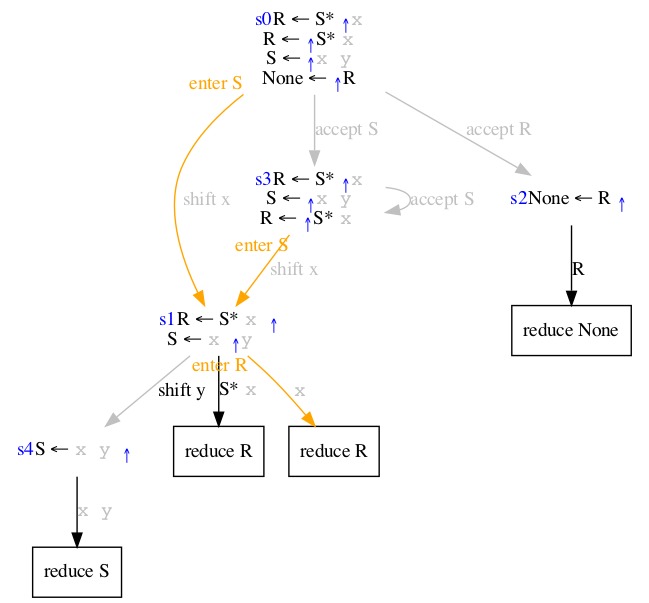 s0R ← S* ↑x
R ← ↑S* x
S ← ↑x y
None ← ↑R
enter S
accept S
accept R
s3R ← S* ↑x
S ← ↑x y
R ← ↑S* x
shift x
accept S
s2None ← R ↑
enter S
shift x
R
s1R ← S* x ↑
S ← x ↑y
reduce None
enter R
shift y
S* x
x
s4S ← x y ↑
reduce R
reduce R
x y
reduce S